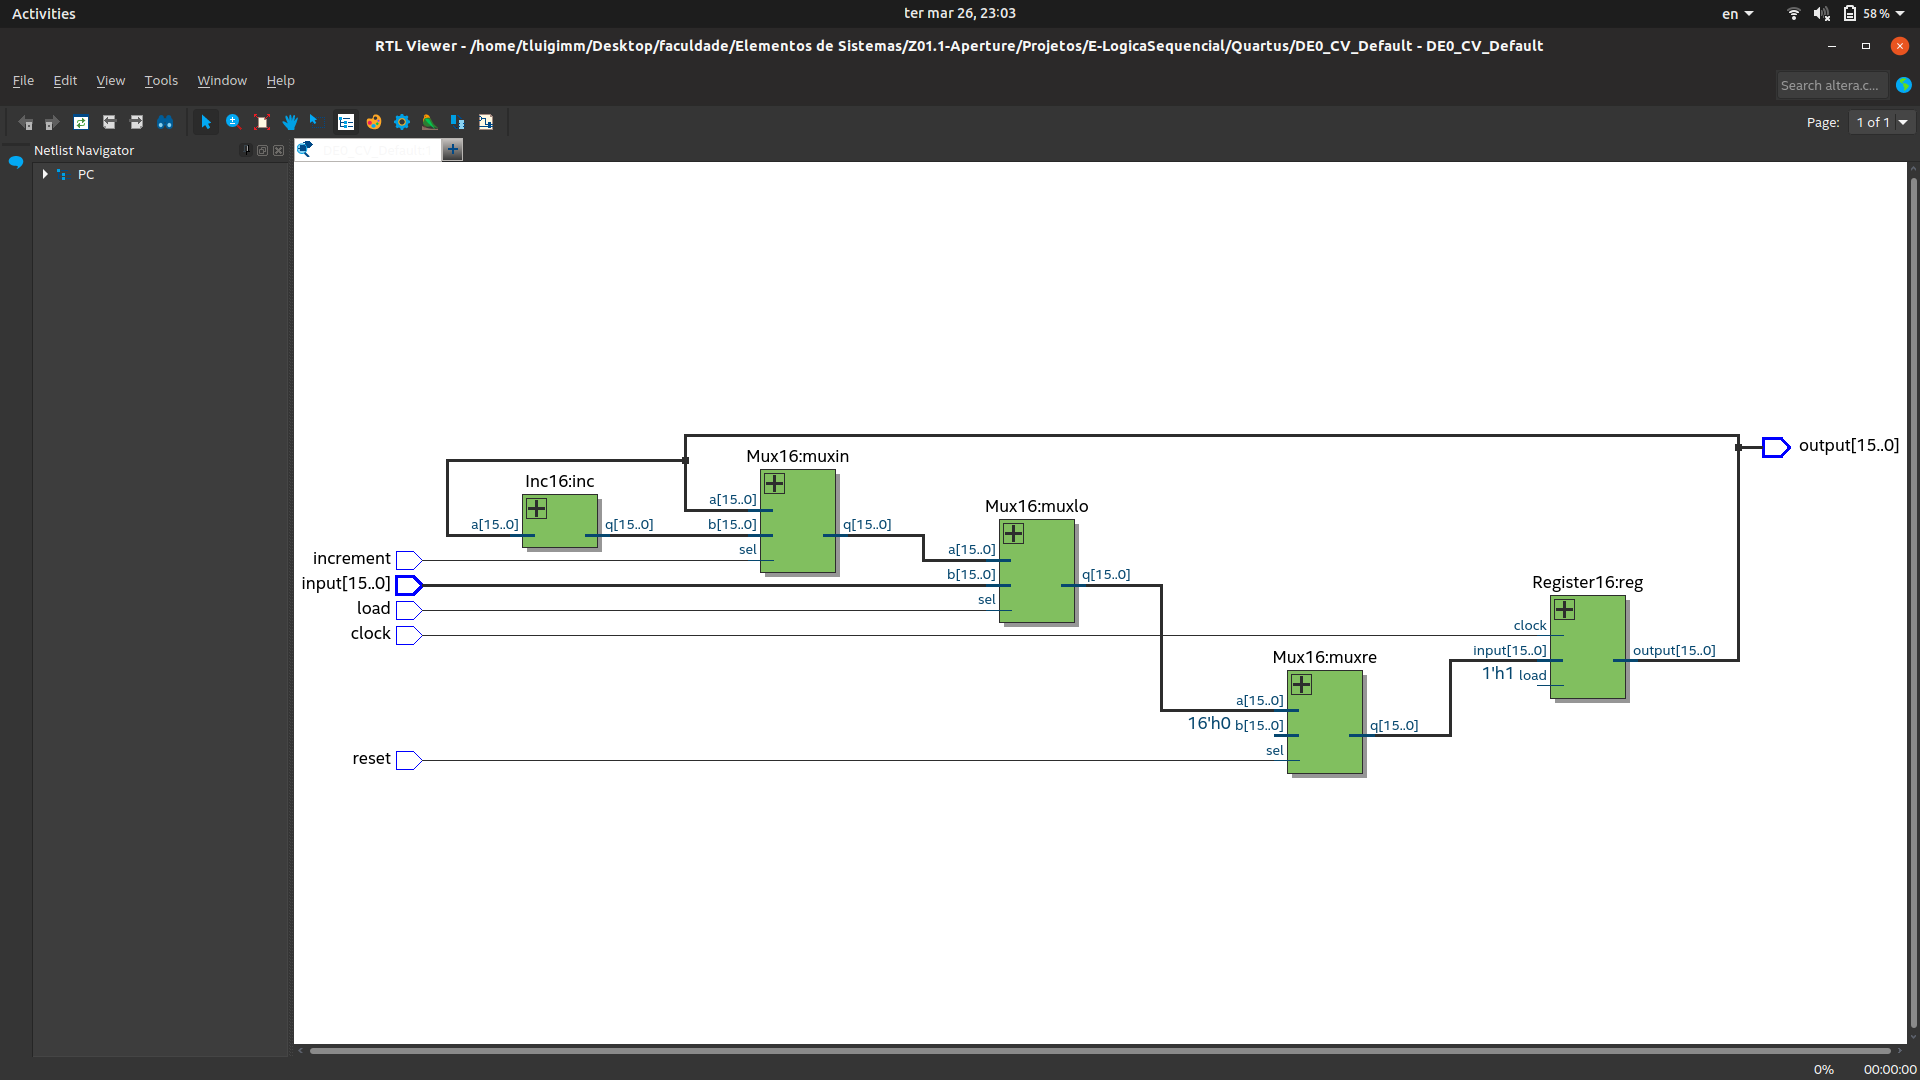 Activities
ter mar 26, 23:03
en
58 %
RTL Viewer - /home/tluigimm/Desktop/faculdade/Elementos de Sistemas/Z01.1-Aperture/Projetos/E-LogicaSequencial/Quartus/DE0_CV_Default - DE0_CV_Default
File Edit View Tools Window Help
Search altera.c...
Page: 1 of 1
Netlist Navigator
PC
output[15..0]
Mux16:muxin
Inc16:inc
a[15..0]
Mux16:muxlo
a[15..0] q[15..0] b[15..0] q[15..0]
sel a[15..0]
increment
b[15..0] q[15..0]
input[15..0]
Register16:reg
sel
load
clock
clock
input[15..0] output[15..0]
Mux16:muxre
1'h1 load
a[15..0]
16'h0 b[15..0] q[15..0]
sel
reset
0% 00:00:00